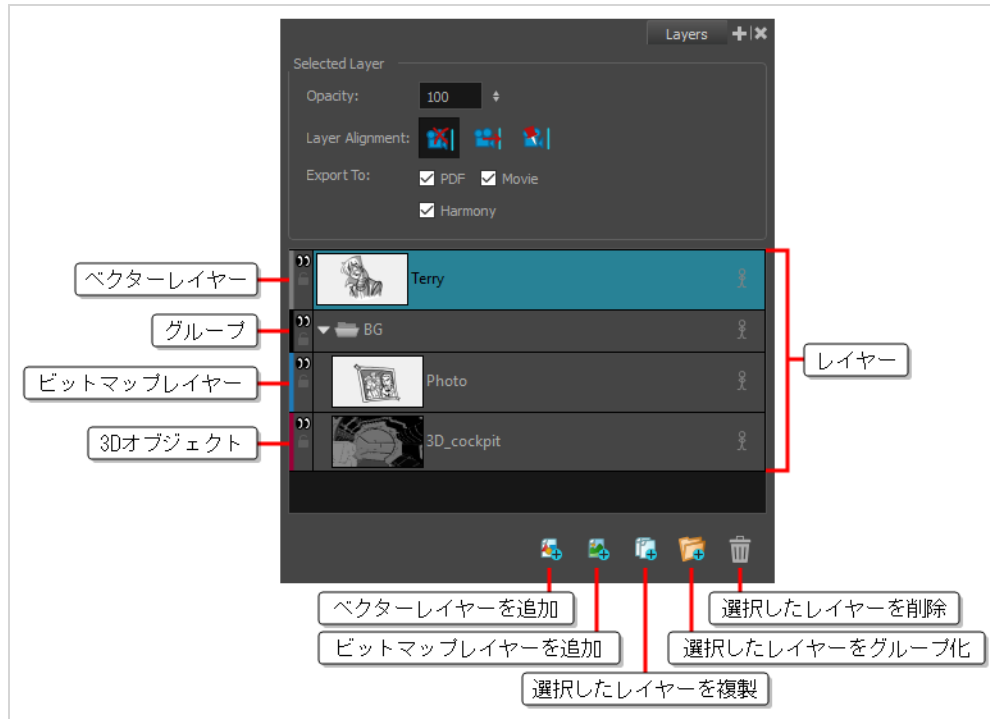 Layers
Selected Layer
Opacity: 100
Layer Alignment:
Export To: PDF Movie
Harmony
ベクターレイヤー
Terry
グループ
BG
レイヤー
ビットマップレイヤー
Photo
3Dオブジェクト
3D_cockpit
ベクターレイヤーを追加
選択したレイヤーを削除
ビットマップレイヤーを追加
選択したレイヤーをグループ化
選択したレイヤーを複製